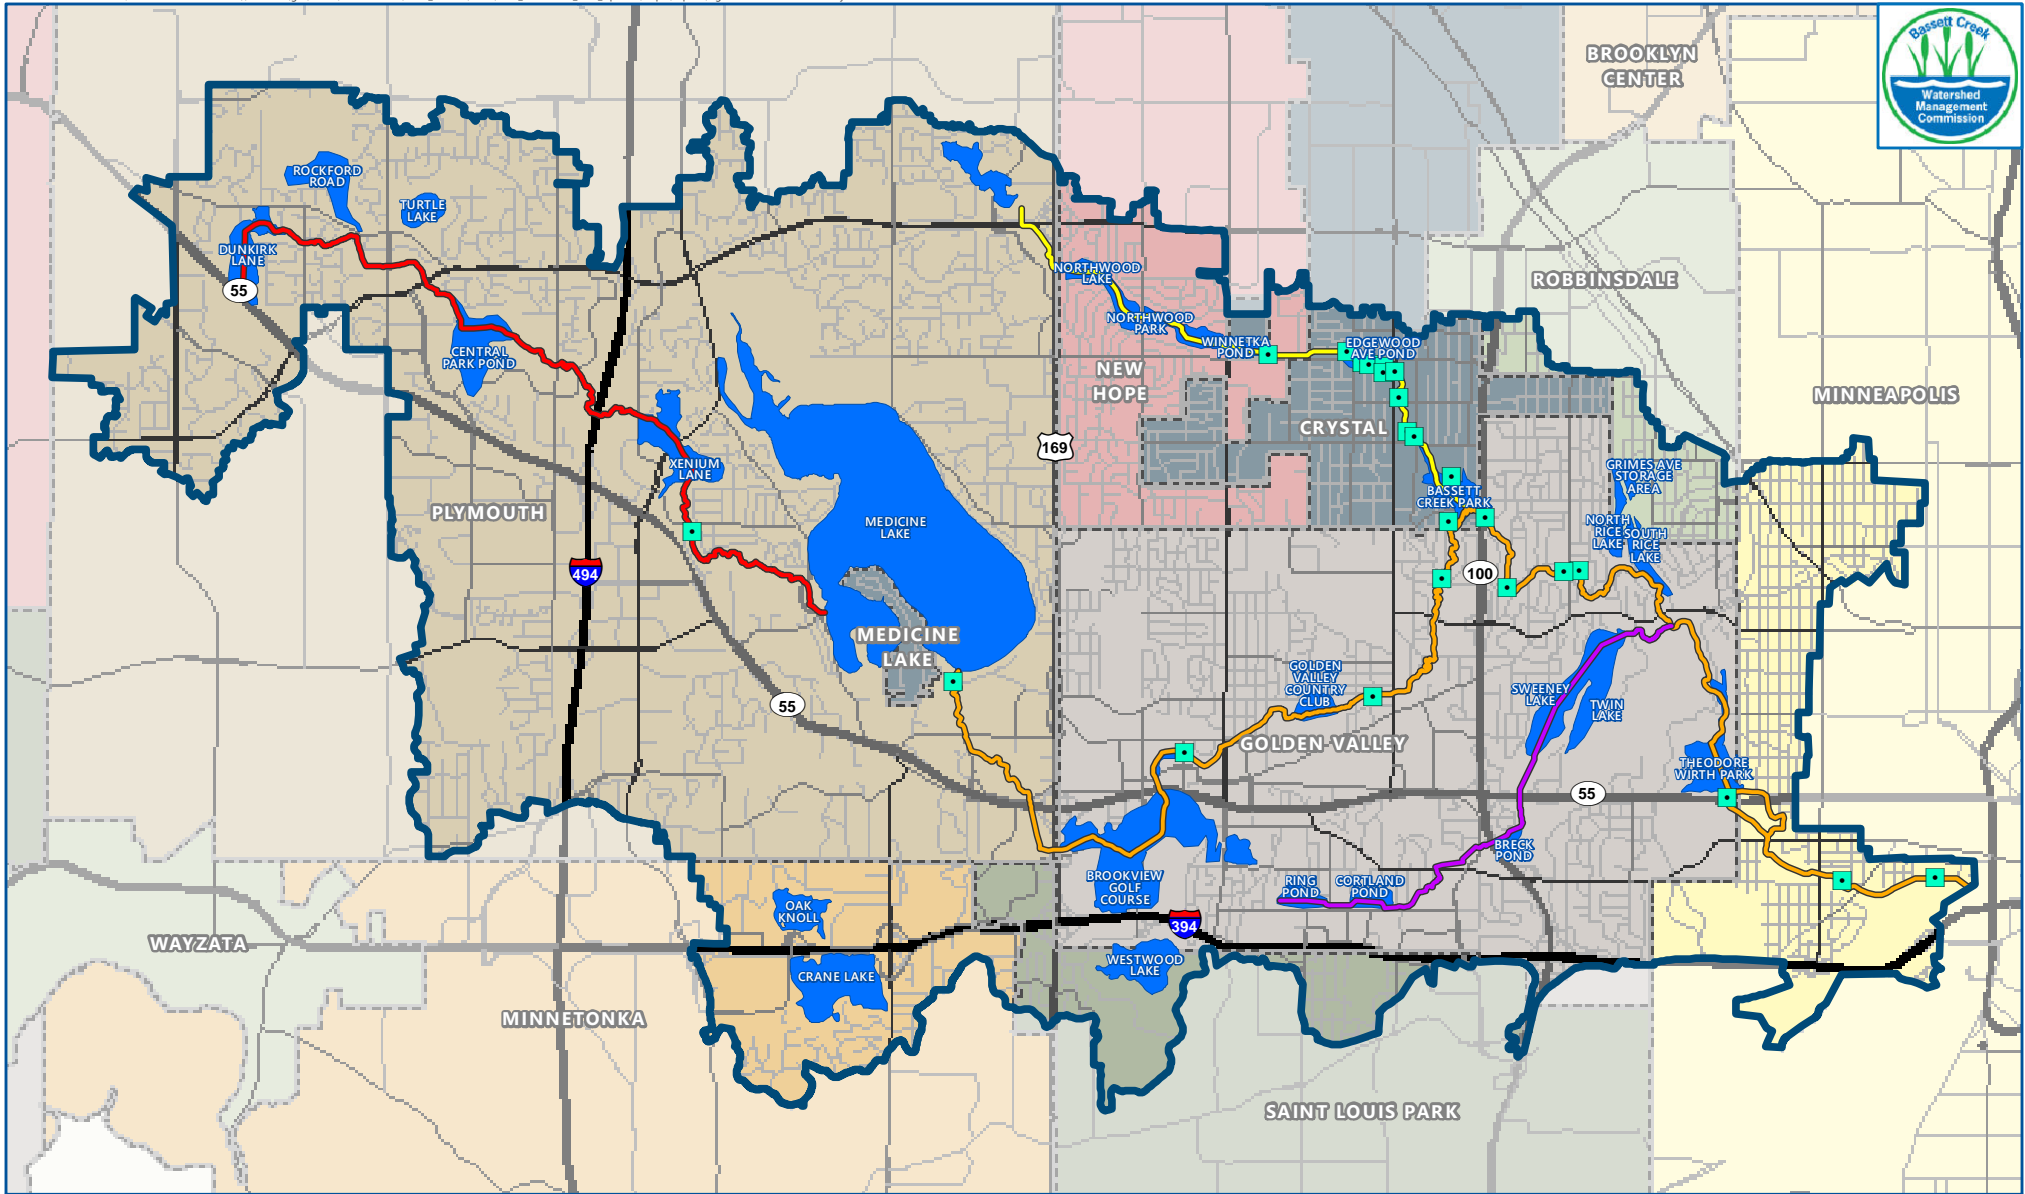 Bassett Creek
Watershed
Management
Commission
BROOKLYN
CENTER
ROCKFORD
ROAD
TURTLE
LAKE
DUNKIRK
LANE
55
NORTHWOOD
LAKE
ROBBINSDALE
NORTHWOOD
PARK
WINNETKA
POND
EDGEWOOD
AVE POND
CENTRAL
PARK POND
NEW
HOPE
MINNEAPOLIS
CRYSTAL
169
XENIUM
LANE
GRIMES AVE
STORAGE
AREA
BASSETT
CREEK PARK
PLYMOUTH
MEDICINE
LAKE
NORTH
RICE
LAKE
SOUTH
RICE
LAKE
494
100
MEDICINE
LAKE
GOLDEN
VALLEY
COUNTRY
CLUB
SWEENEY
LAKE
TWIN
LAKE
55
GOLDEN VALLEY
THEODORE
WIRTH PARK
55
BRECK
POND
BROOKVIEW
GOLF
COURSE
RING
POND
CORTLAND
POND
OAK
KNOLL
394
WAYZATA
WESTWOOD
LAKE
CRANE LAKE
MINNETONKA
SAINT LOUIS PARK